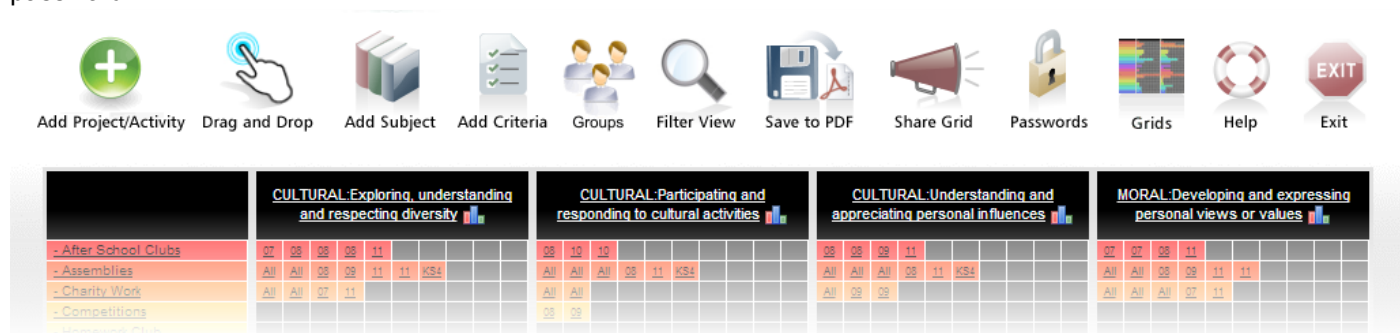 Add Project/Activity Drag and Drop Add Subject Add Criteria Groups Filter View Save to PDF Share Grid Passwords Grids Help EXIT Exit
CULTURAL:Exploring, understanding and respecting diversity
CULTURAL:Participating and responding to cultural activities
CULTURAL:Understanding and appreciating personal influences
MORAL:Developing and expressing personal views or values
- After School Clubs 07 08 08 08 11 08 10 10 08 08 09 11 07 07 08 11
- Assemblies All All 08 09 11 11 KS4 All All All 08 11 KS4 All All All 08 11 KS4 All All 08 09 11 11
- Charity Work All All 07 11 All All All 09 09 All All All 07 11
- Competitions 08 09
- Homework Club